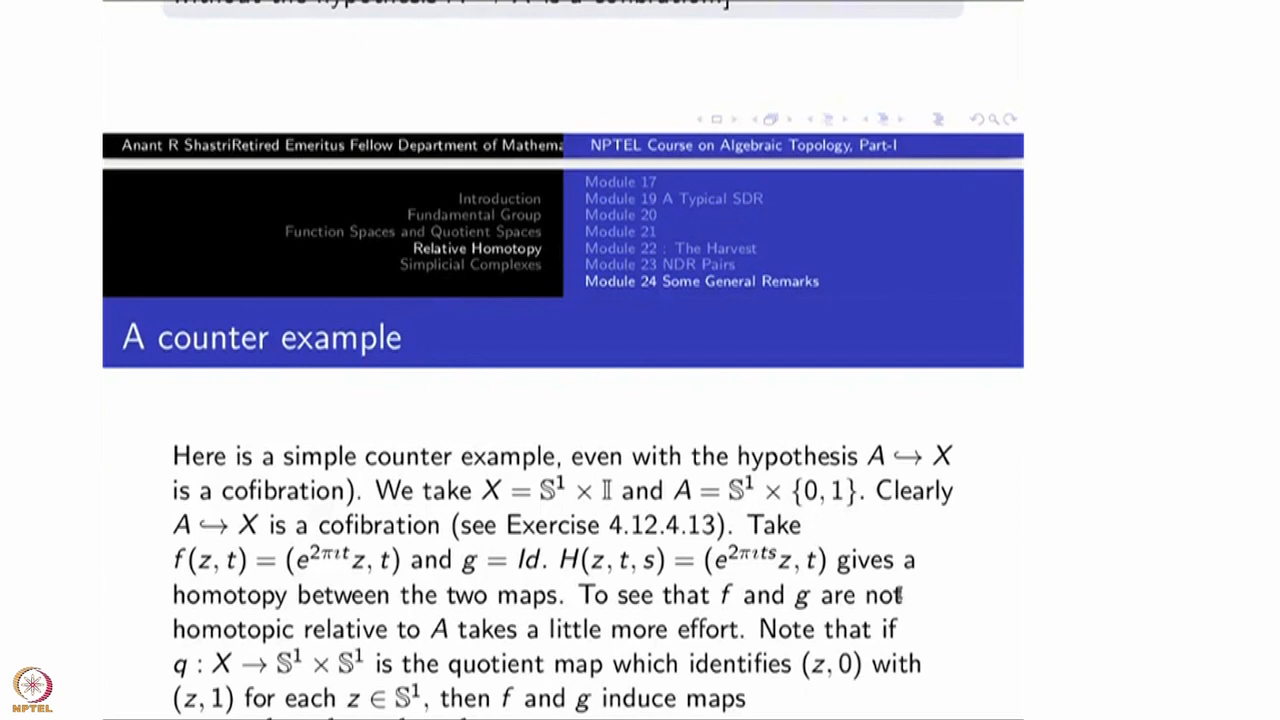 Anant R ShastriRetired Emeritus Fellow Department of Mathema
NPTEL Course on Algebraic Topology, Part-I
Introduction
Fundamental Group
Function Spaces and Quotient Spaces
Relative Homotopy
Simplicial Complexes
Module 17
Module 19 A Typical SDR
Module 20
Module 21
Module 22 : The Harvest
Module 23 NDR Pairs
Module 24 Some General Remarks
A counter example
Here is a simple counter example, even with the hypothesis A ↪ X
is a cofibration). We take X = 𝕊¹ × 𝕀 and A = 𝕊¹ × {0, 1}. Clearly
A ↪ X is a cofibration (see Exercise 4.12.4.13). Take
f(z, t) = (e^{2πıt}z, t) and g = Id. H(z, t, s) = (e^{2πıts}z, t) gives a
homotopy between the two maps. To see that f and g are not
homotopic relative to A takes a little more effort. Note that if
q : X → 𝕊¹ × 𝕊¹ is the quotient map which identifies (z, 0) with
(z, 1) for each z ∈ 𝕊¹, then f and g induce maps
NPTEL